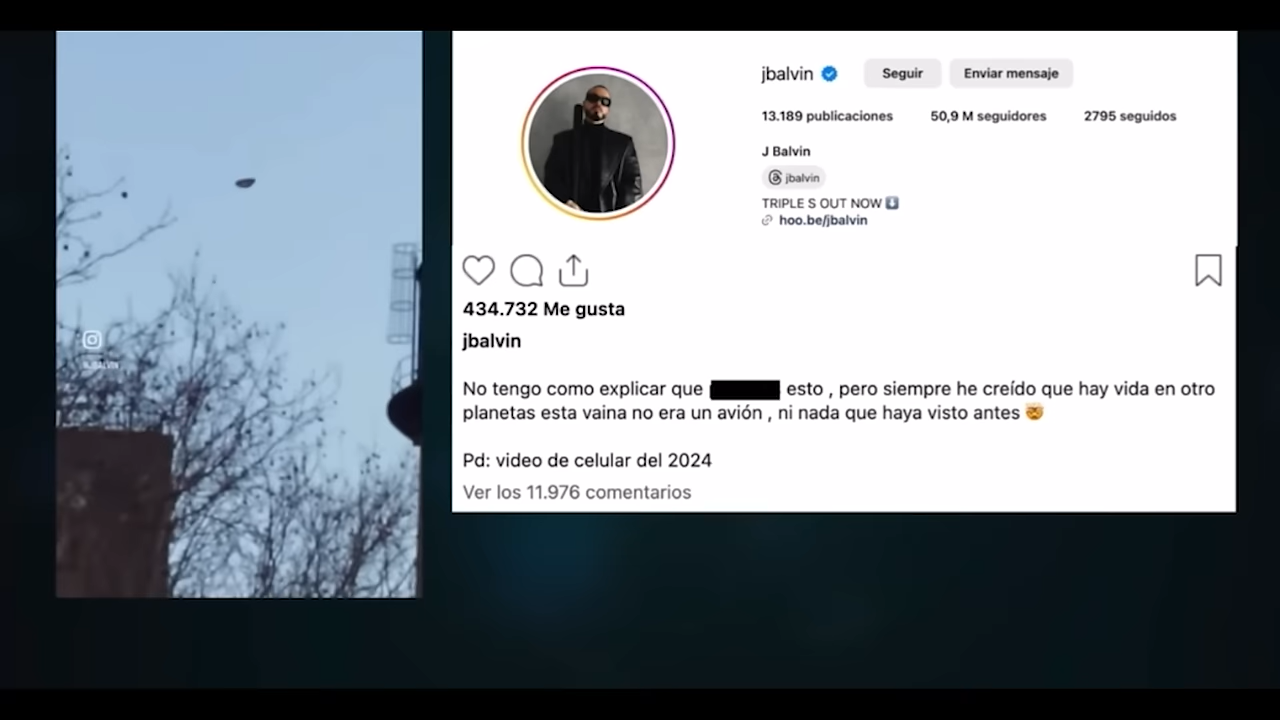 jbalvin
Seguir
Enviar mensaje
13.189 publicaciones
50,9 M seguidores
2795 seguidos
J Balvin
jbalvin
TRIPLE S OUT NOW ⬇️
hoo.be/jbalvin
434.732 Me gusta
jbalvin
No tengo como explicar que esto , pero siempre he creído que hay vida en otro
planetas esta vaina no era un avión , ni nada que haya visto antes 🤯
Pd: video de celular del 2024
Ver los 11.976 comentarios